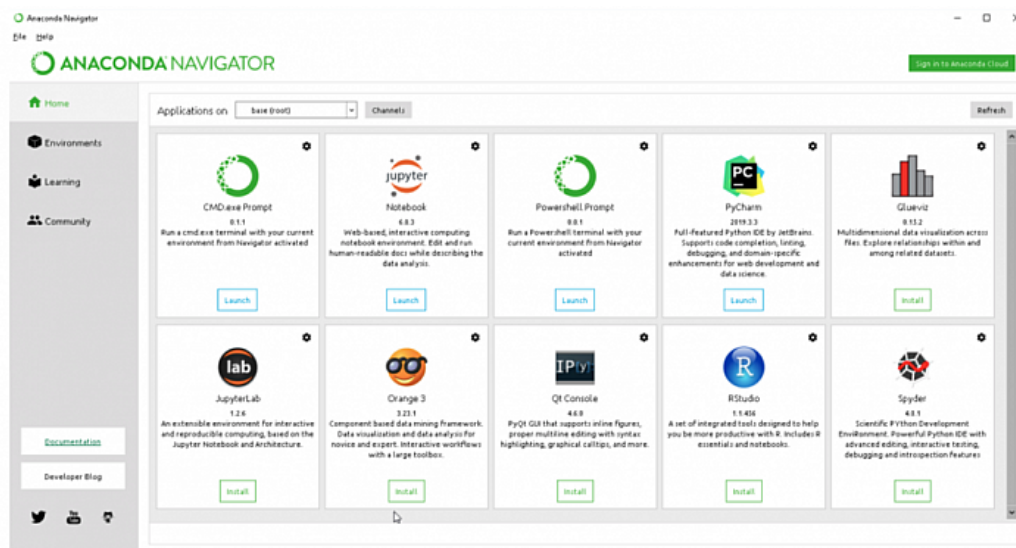 Anaconda Navigator
File Help
ANACONDA NAVIGATOR
Sign in to Anaconda Cloud
Home
Applications on base (root) Channels
Refresh
Environments
Learning
Community
CMD.exe Prompt
0.1.1
Run a cmd.exe terminal with your current
environment from Navigator activated
Launch
jupyter
Notebook
6.0.3
Web-based, interactive computing
notebook environment. Edit and run
human-readable docs while describing the
data analysis.
Launch
Powershell Prompt
0.0.1
Run a Powershell terminal with your
current environment from Navigator
activated
Launch
PC
PyCharm
2019.3.3
Full-featured Python IDE by JetBrains.
Supports code completion, linting,
debugging, and domain-specific
enhancements for web development and
data science.
Launch
Glueviz
0.15.2
Multidimensional data visualization across
files. Explore relationships within and
among related datasets.
Install
lab
JupyterLab
1.2.6
An extensible environment for interactive
and reproducible computing, based on the
Jupyter Notebook and Architecture.
Install
Orange 3
3.23.1
Component based data mining framework.
Data visualization and data analysis for
novice and expert. Interactive workflows
with a large toolbox.
Install
IP[y]:
Qt Console
4.6.0
PyQt GUI that supports inline figures,
proper multiline editing with syntax
highlighting, graphical calltips, and more.
Install
R
RStudio
1.1.456
A set of integrated tools designed to help
you be more productive with R. Includes R
essentials and notebooks.
Install
Spyder
4.0.1
Scientific PYthon Development
EnviRonment. Powerful Python IDE with
advanced editing, interactive testing,
debugging and introspection features
Install
Documentation
Developer Blog
You
Tube